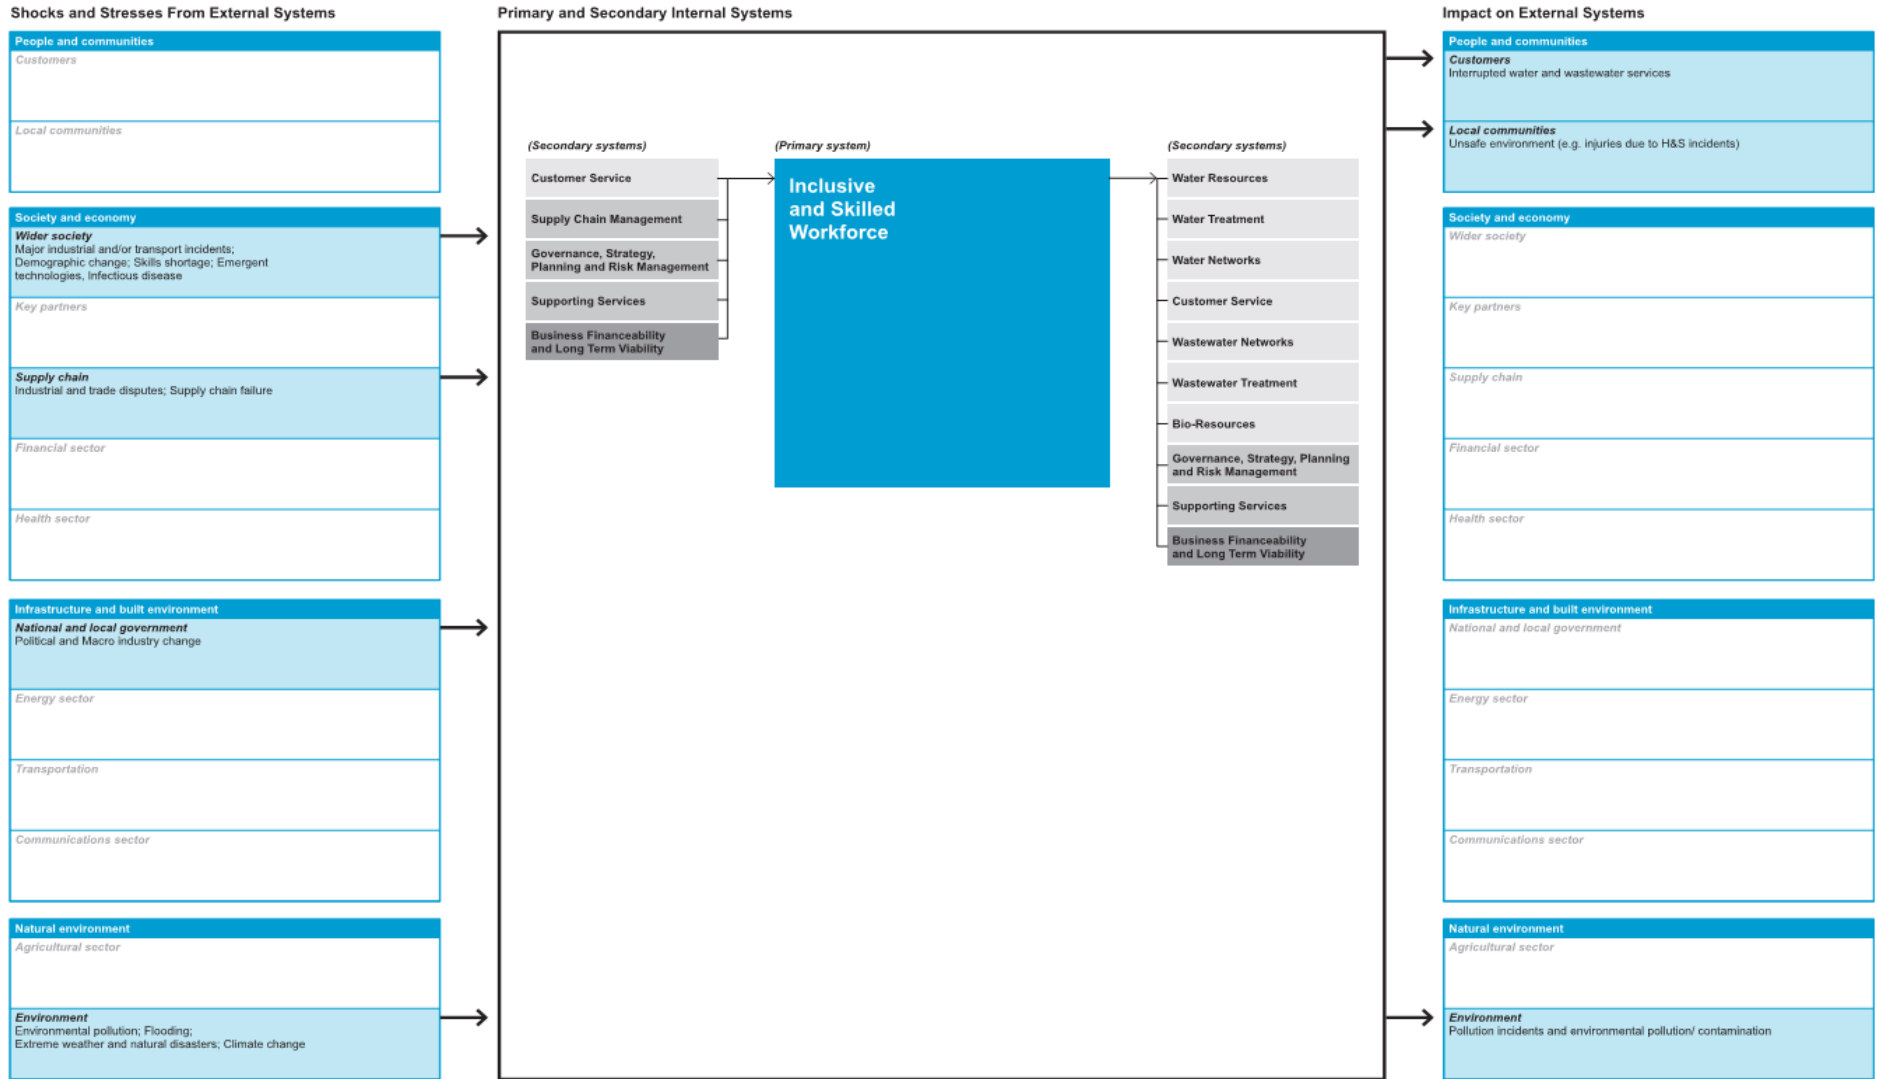 Shocks and Stresses From External Systems
People and communities
Customers
Local communities
Society and economy
Wider society
Major industrial and/or transport incidents;
Demographic change; Skills shortage; Emergent
technologies, Infectious disease
Key partners
Supply chain
Industrial and trade disputes; Supply chain failure
Financial sector
Health sector
Infrastructure and built environment
National and local government
Political and Macro industry change
Energy sector
Transportation
Communications sector
Natural environment
Agricultural sector
Environment
Environmental pollution; Flooding;
Extreme weather and natural disasters; Climate change
Primary and Secondary Internal Systems
(Secondary systems)
Customer Service
Supply Chain Management
Governance, Strategy,
Planning and Risk Management
Supporting Services
Business Financeability
and Long Term Viability
(Primary system)
Inclusive
and Skilled
Workforce
(Secondary systems)
Water Resources
Water Treatment
Water Networks
Customer Service
Wastewater Networks
Wastewater Treatment
Bio-Resources
Governance, Strategy, Planning
and Risk Management
Supporting Services
Business Financeability
and Long Term Viability
Impact on External Systems
People and communities
Customers
Interrupted water and wastewater services
Local communities
Unsafe environment (e.g. injuries due to H&S incidents)
Society and economy
Wider society
Key partners
Supply chain
Financial sector
Health sector
Infrastructure and built environment
National and local government
Energy sector
Transportation
Communications sector
Natural environment
Agricultural sector
Environment
Pollution incidents and environmental pollution/ contamination